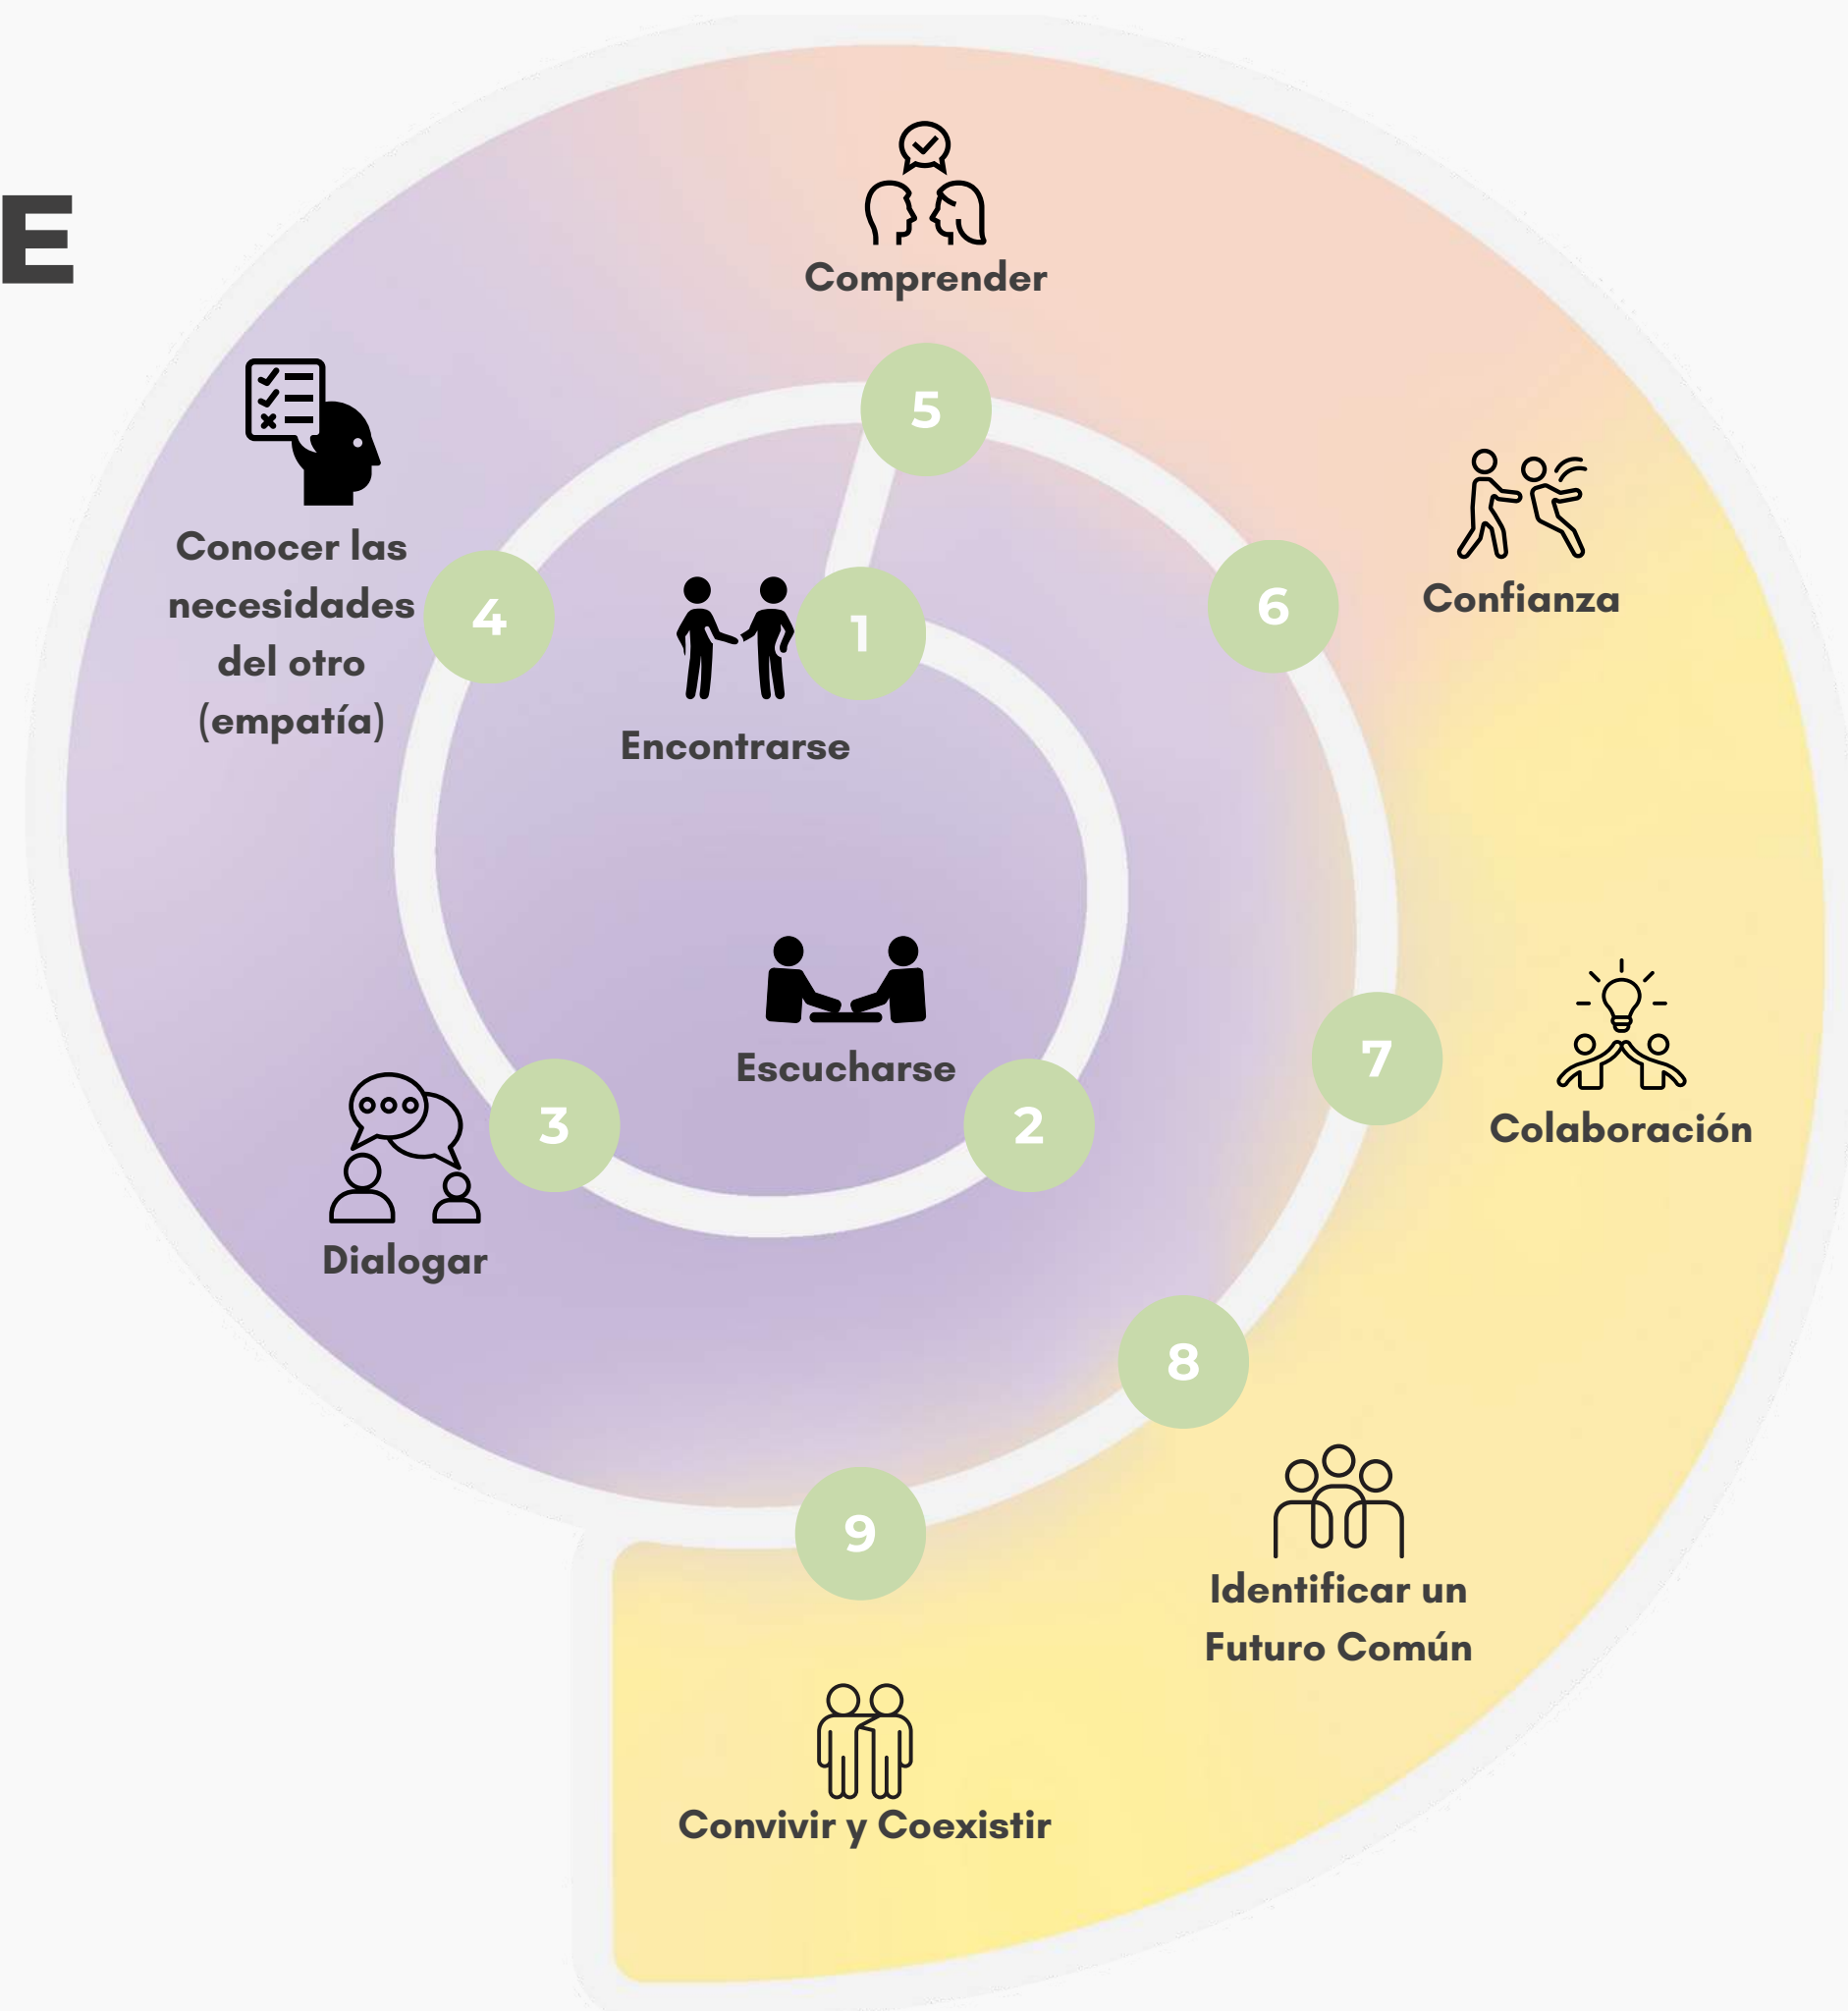 E
Comprender
5
Conocer las
necesidades
del otro
(empatía)
4
Encontrarse
1
6
Confianza
Escucharse
2
3
Dialogar
7
Colaboración
8
Identificar un
Futuro Común
9
Convivir y Coexistir